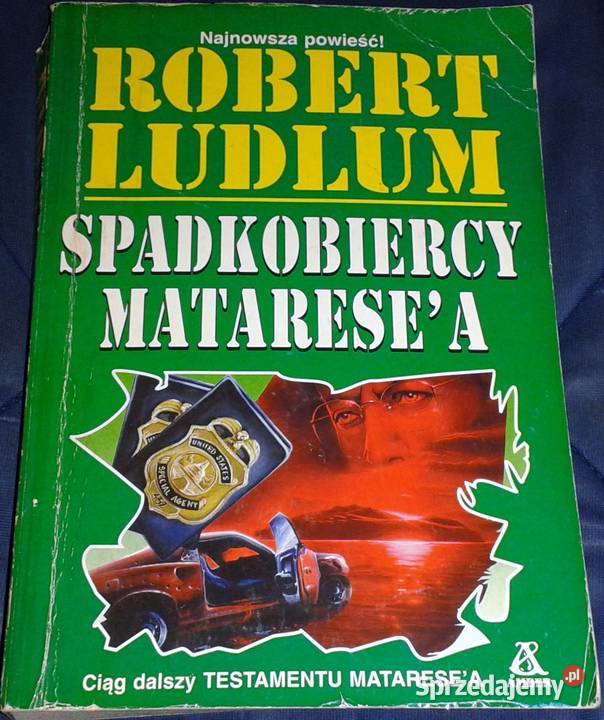 Najnowsza powieść!
ROBERT
LUDLUM
SPADKOBIERCY
MATARESE'A
UNITED STATES
SPECIAL AGENT
Ciąg dalszy TESTAMENTU MATARESE'A
Sprzedajemy.pl